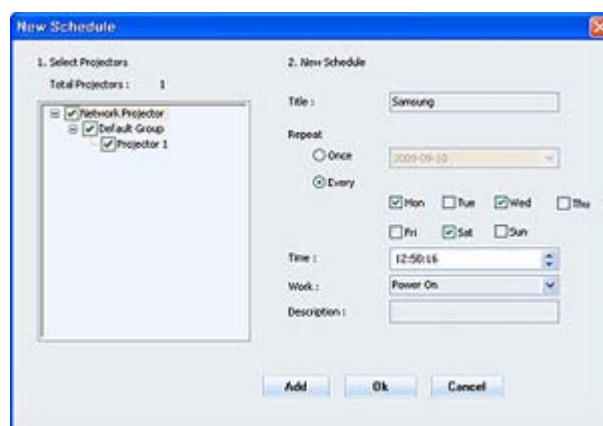 New Schedule
1. Select Projectors
Total Projectors : 1
Network Projector
Default Group
Projector 1
2. New Schedule
Title : Samsung
Repeat
Once 2009-09-10
Every
Mon Tue Wed Thu
Fri Sat Sun
Time : 12:50:16
Work : Power On
Description :
Add Ok Cancel